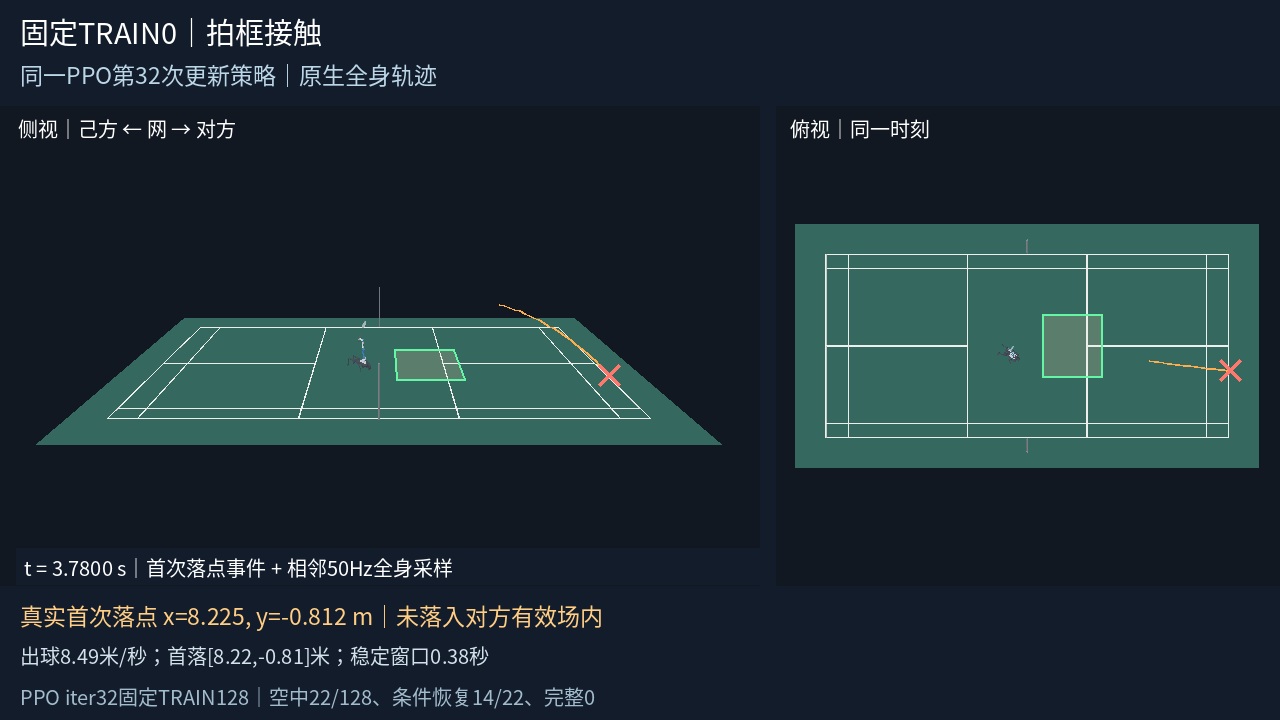 固定TRAIN0｜拍框接触
同一PPO第32次更新策略｜原生全身轨迹
侧视｜己方 ← 网 → 对方
俯视｜同一时刻
t = 3.7800 s｜首次落点事件 + 相邻50Hz全身采样
真实首次落点 x=8.225, y=-0.812 m｜未落入对方有效场内
出球8.49米/秒；首落[8.22,-0.81]米；稳定窗口0.38秒
PPO iter32固定TRAIN128｜空中22/128、条件恢复14/22、完整0